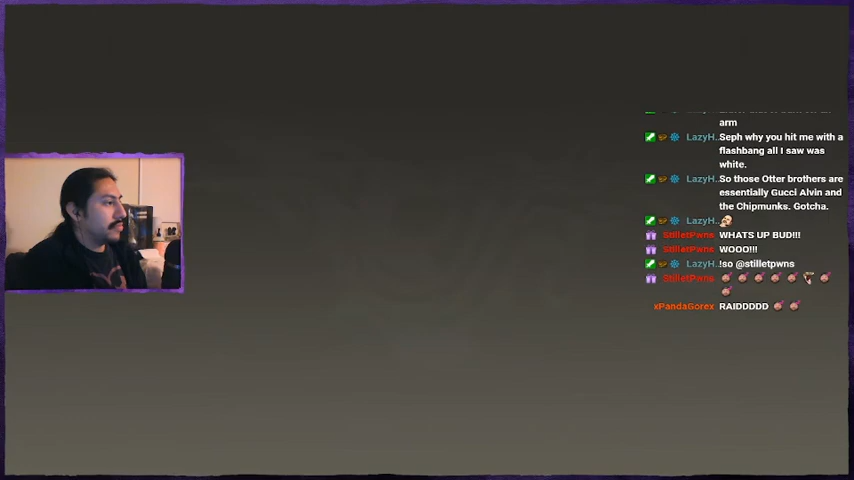 arm
LazyH..Seph why you hit me with a
flashbang all I saw was
white.
LazyH..So those Otter brothers are
essentially Gucci Alvin and
the Chipmunks. Gotcha.
LazyH..
StilletPwns WHATS UP BUD!!!
StilletPwns WOOO!!!
LazyH..!so @stilletpwns
StilletPwns
xPandaGorex RAIDDDDD